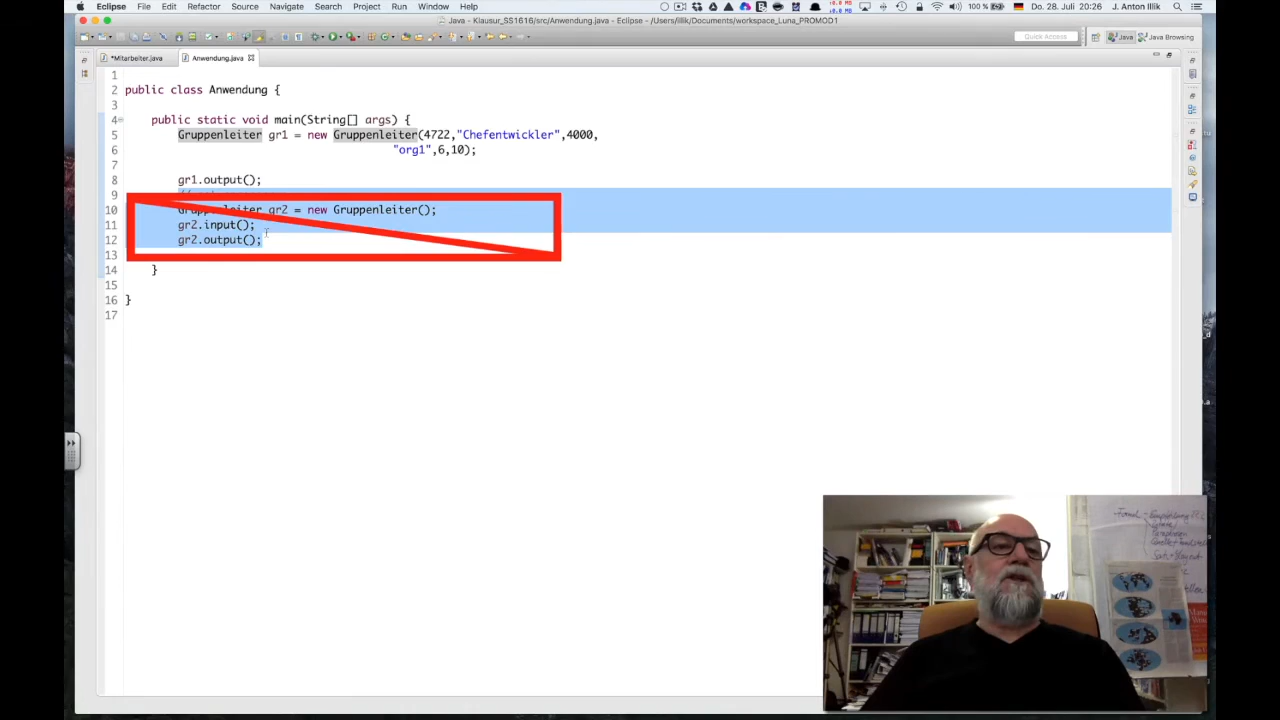 Eclipse File Edit Refactor Source Navigate Search Project Run Window Help
100 % Do. 28. Juli 20:26 J. Anton Illik
Java - Klausur_SS1616/src/Anwendung.java - Eclipse - /Users/illik/Documents/workspace_Luna_PROMOD1
Quick Access Java Java Browsing
*Mitarbeiter.java Anwendung.java
1
2 public class Anwendung {
3
4 public static void main(String[] args) {
5 Gruppenleiter gr1 = new Gruppenleiter(4722,"Chefentwickler",4000,
6 "org1",6,10);
7
8 gr1.output();
9
10 Gruppenleiter gr2 = new Gruppenleiter();
11 gr2.input();
12 gr2.output();
13
14 }
15
16 }
17